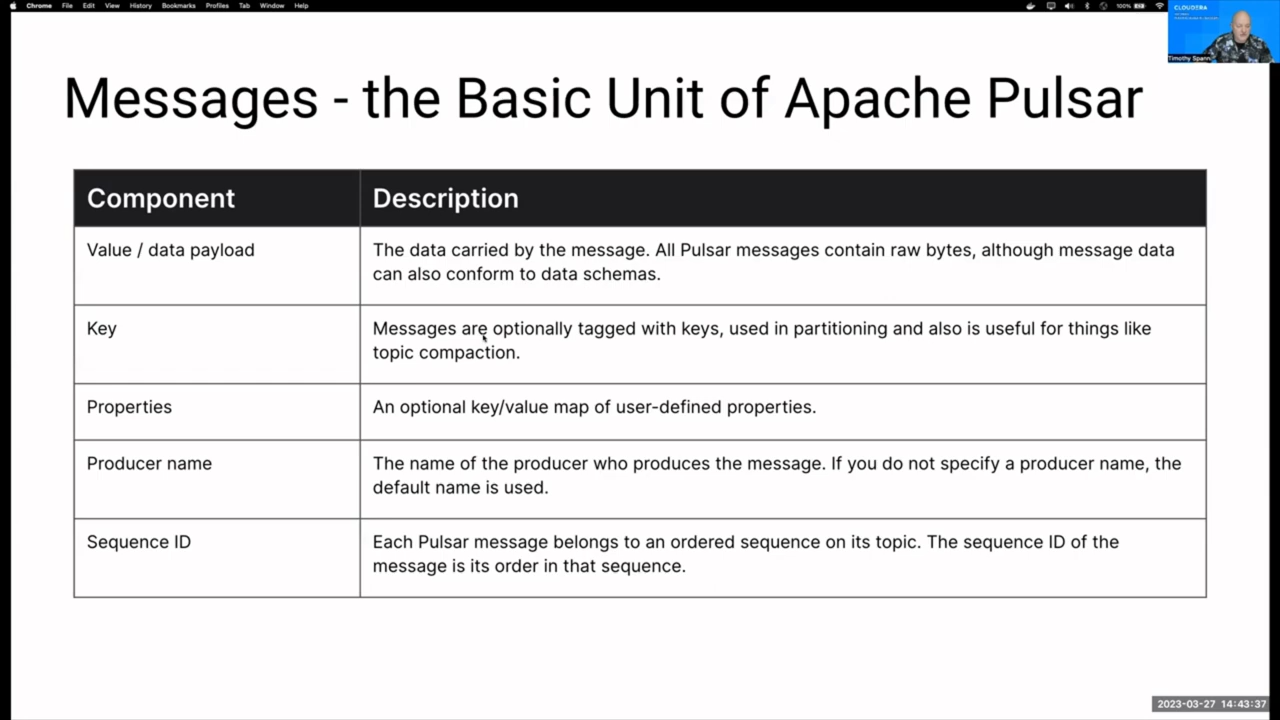 Chrome File Edit View History Bookmarks Profiles Tab Window Help 100%
CLOUDERA
Timothy Spann
Messages - the Basic Unit of Apache Pulsar
Component Description
Value / data payload The data carried by the message. All Pulsar messages contain raw bytes, although message data
can also conform to data schemas.
Key Messages are optionally tagged with keys, used in partitioning and also is useful for things like
topic compaction.
Properties An optional key/value map of user-defined properties.
Producer name The name of the producer who produces the message. If you do not specify a producer name, the
default name is used.
Sequence ID Each Pulsar message belongs to an ordered sequence on its topic. The sequence ID of the
message is its order in that sequence.
2023-03-27 14:43:37